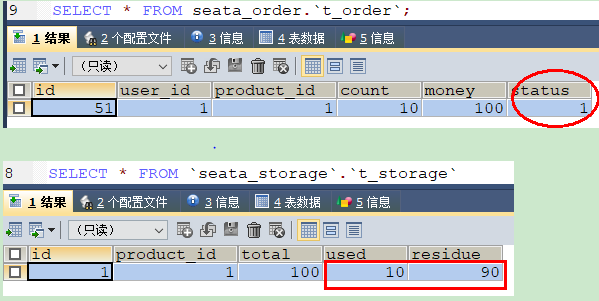 9 SELECT * FROM seata_order.`t_order`;
1 结果 2 个配置文件 3 信息 4 表数据 5 信息
(只读)
id user_id product_id count money status
51 1 1 10 100 1
8 SELECT * FROM `seata_storage`.`t_storage`
1 结果 2 个配置文件 3 信息 4 表数据 5 信息
(只读)
id product_id total used residue
1 1 100 10 90